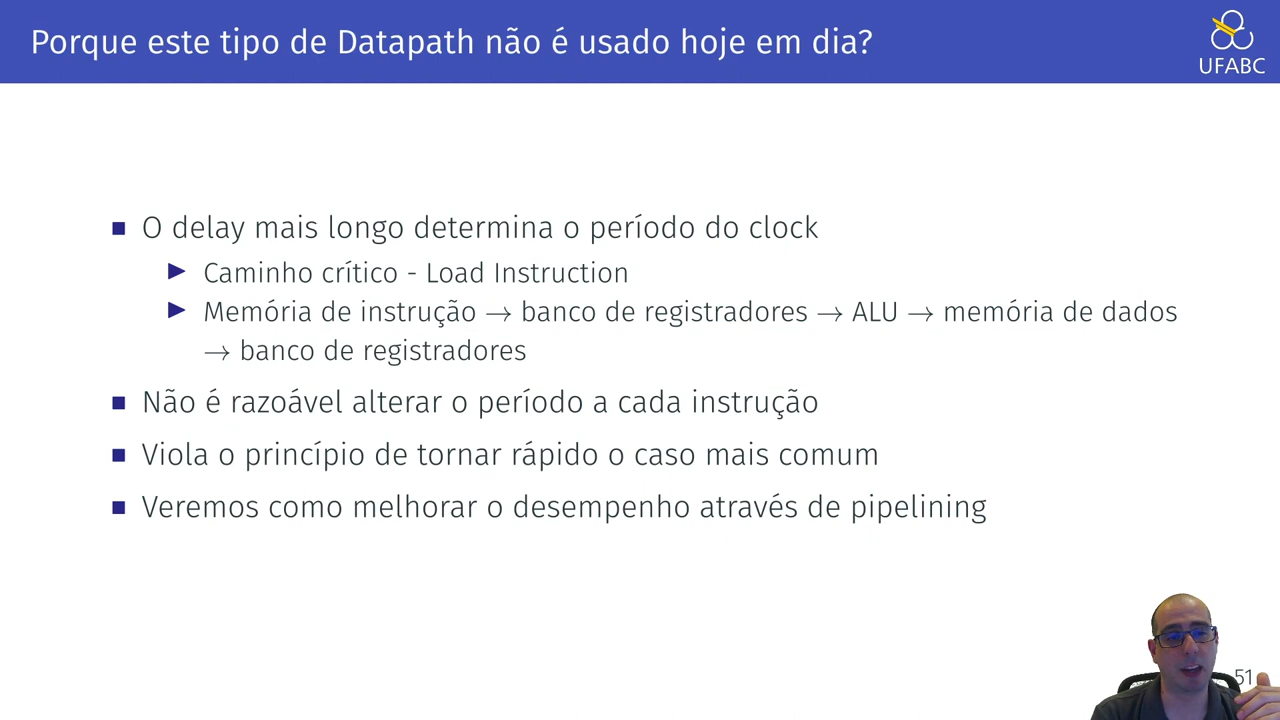 Porque este tipo de Datapath não é usado hoje em dia?
UFABC
O delay mais longo determina o período do clock
Caminho crítico - Load Instruction
Memória de instrução → banco de registradores → ALU → memória de dados
→ banco de registradores
Não é razoável alterar o período a cada instrução
Viola o princípio de tornar rápido o caso mais comum
Veremos como melhorar o desempenho através de pipelining
51